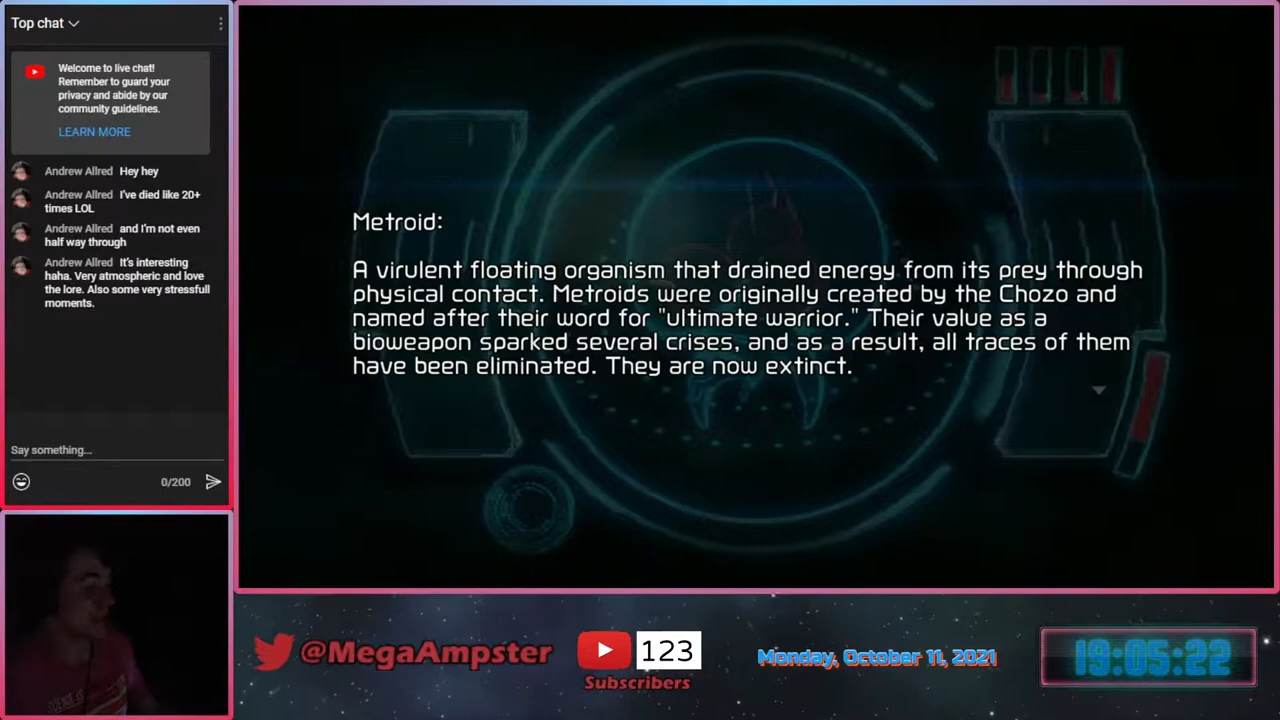 Top chat
Welcome to live chat!
Remember to guard your
privacy and abide by our
community guidelines.
LEARN MORE
Andrew Allred Hey hey
Andrew Allred I've died like 20+
times LOL
Andrew Allred and I'm not even
half way through
Andrew Allred It's interesting
haha. Very atmospheric and love
the lore. Also some very stressfull
moments.
Say something...
0/200
Metroid:
A virulent floating organism that drained energy from its prey through
physical contact. Metroids were originally created by the Chozo and
named after their word for "ultimate warrior." Their value as a
bioweapon sparked several crises, and as a result, all traces of them
have been eliminated. They are now extinct.
@MegaAmpster
123
Subscribers
Monday, October 11, 2021
19:05:22